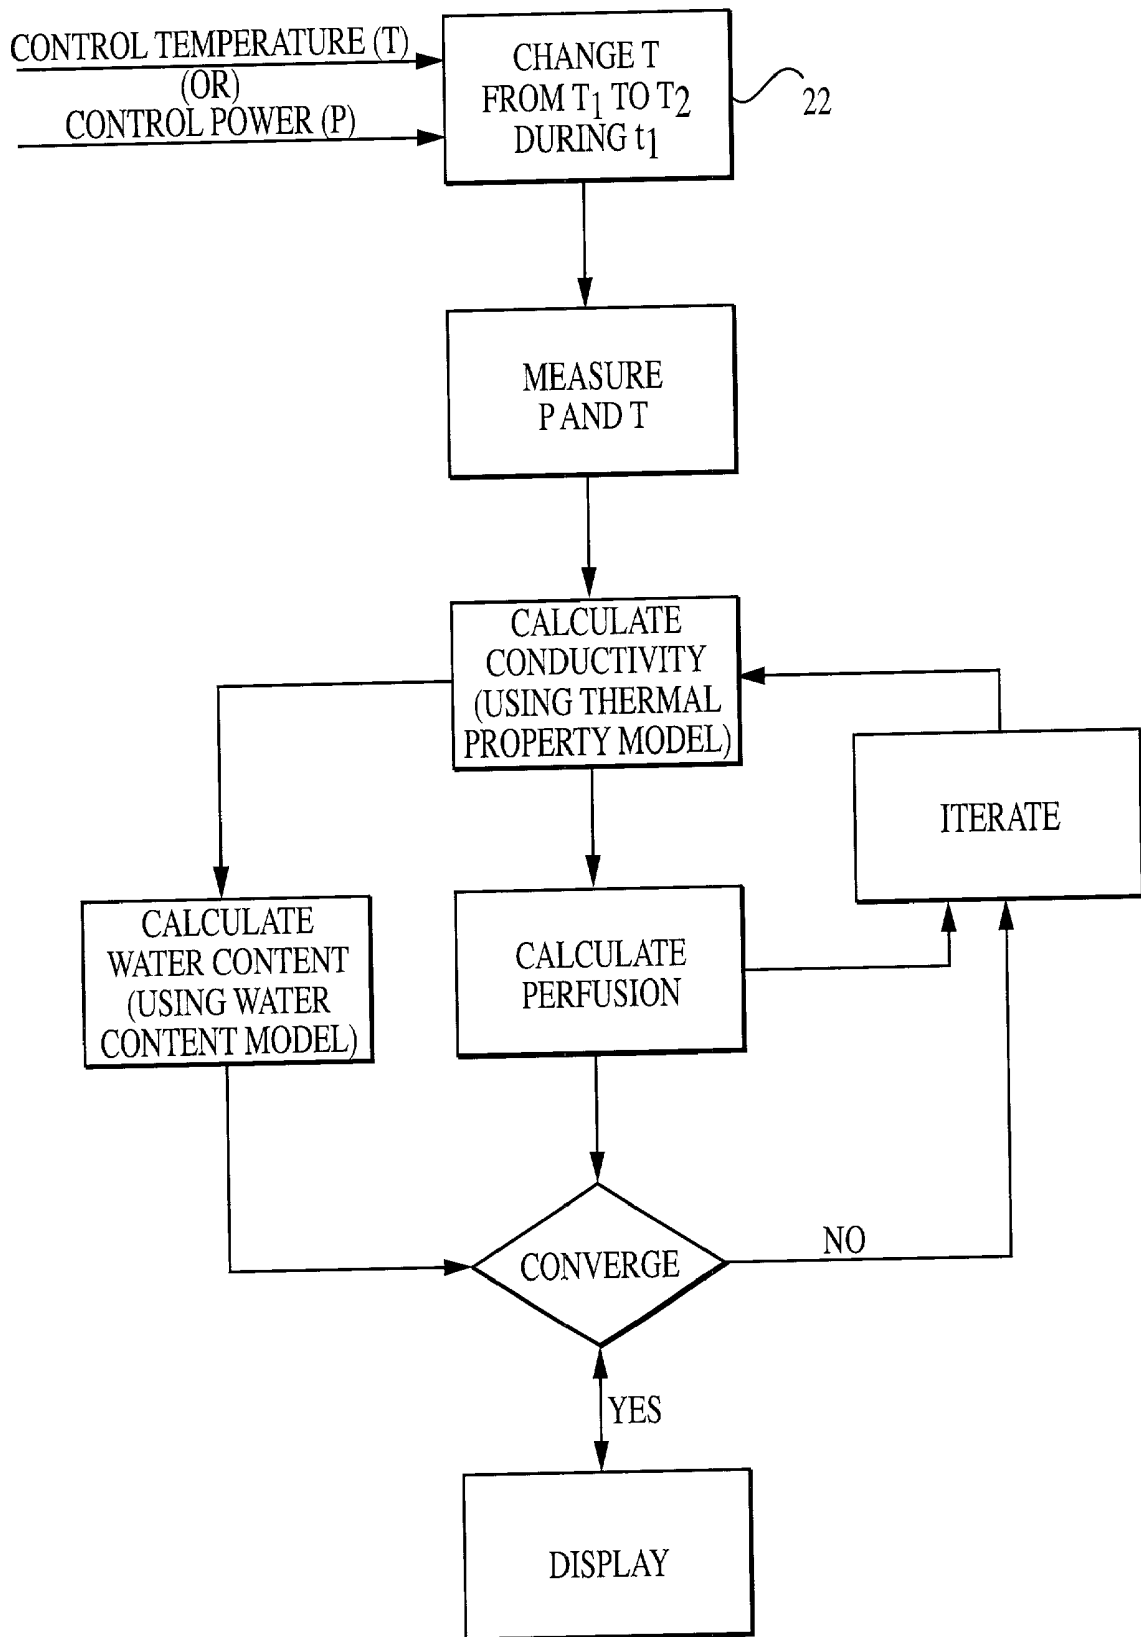 CONTROL TEMPERATURE (T)
(OR)
CONTROL POWER (P)
CHANGE T
FROM T1 TO T2
DURING t1
22
MEASURE
P AND T
CALCULATE
CONDUCTIVITY
(USING THERMAL
PROPERTY MODEL)
ITERATE
CALCULATE
WATER CONTENT
(USING WATER
CONTENT MODEL)
CALCULATE
PERFUSION
CONVERGE
NO
YES
DISPLAY